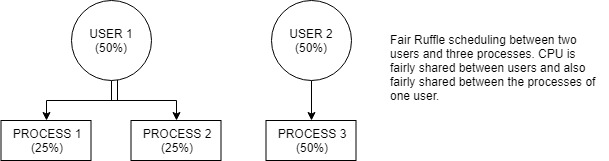 USER 1
(50%)
USER 2
(50%)
Fair Ruffle scheduling between two
users and three processes. CPU is
fairly shared between users and also
fairly shared between the processes of
one user.
PROCESS 1
(25%)
PROCESS 2
(25%)
PROCESS 3
(50%)